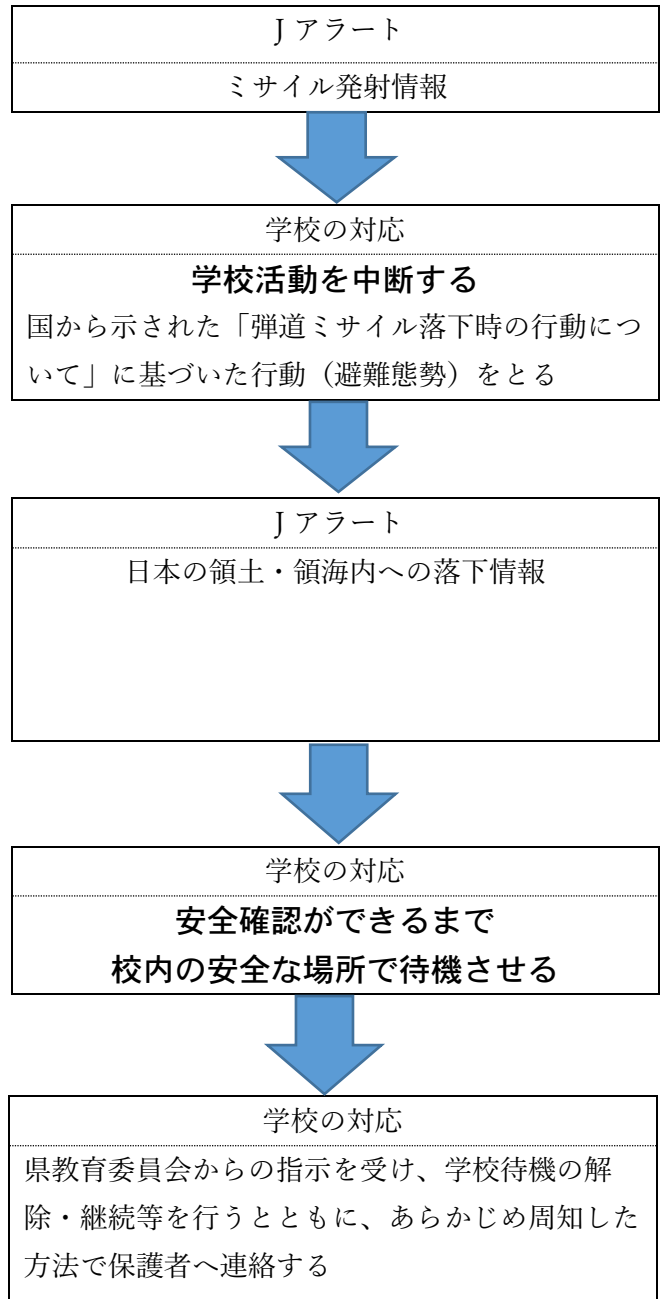 Jアラート
ミサイル発射情報
学校の対応
学校活動を中断する
国から示された「弾道ミサイル落下時の行動につ
いて」に基づいた行動（避難態勢）をとる
Jアラート
日本の領土・領海内への落下情報
学校の対応
安全確認ができるまで
校内の安全な場所で待機させる
学校の対応
県教育委員会からの指示を受け、学校待機の解
除・継続等を行うとともに、あらかじめ周知した
方法で保護者へ連絡する